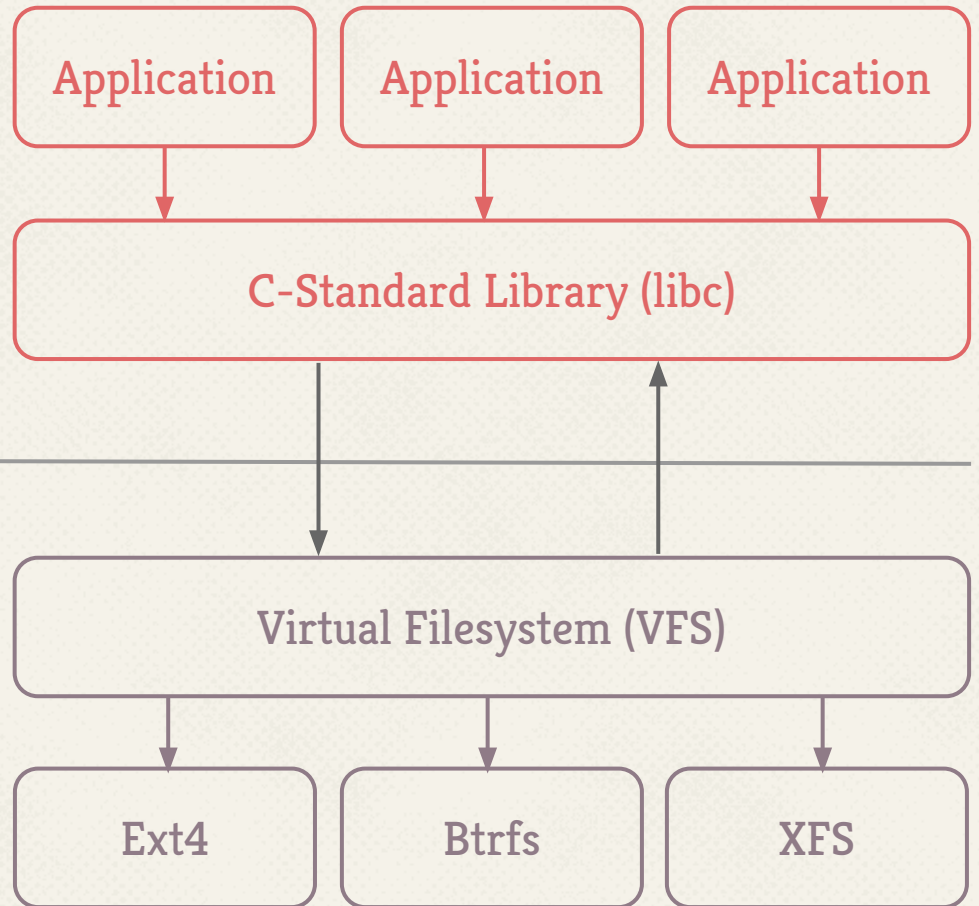 Application
Application
Application
C-Standard Library (libc)
Virtual Filesystem (VFS)
Ext4
Btrfs
XFS